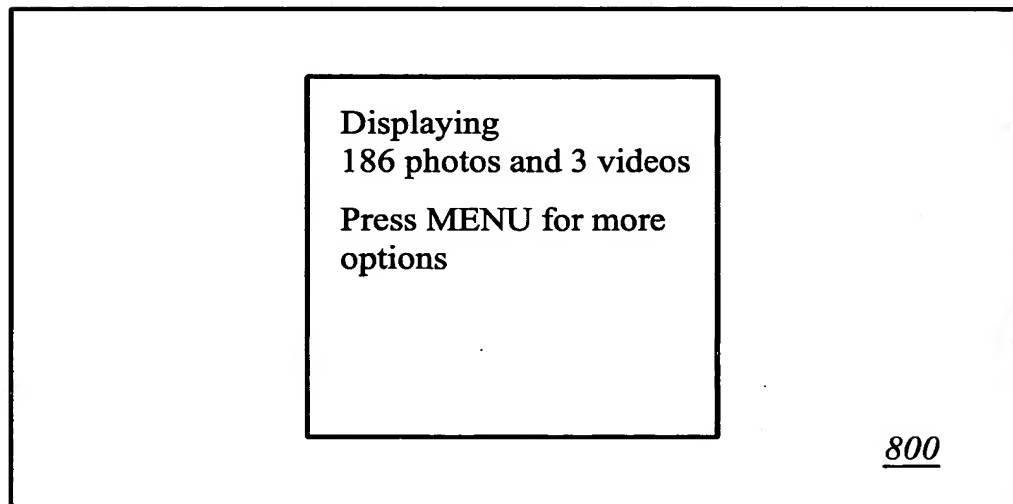 Displaying
186 photos and 3 videos
Press MENU for more
options
800